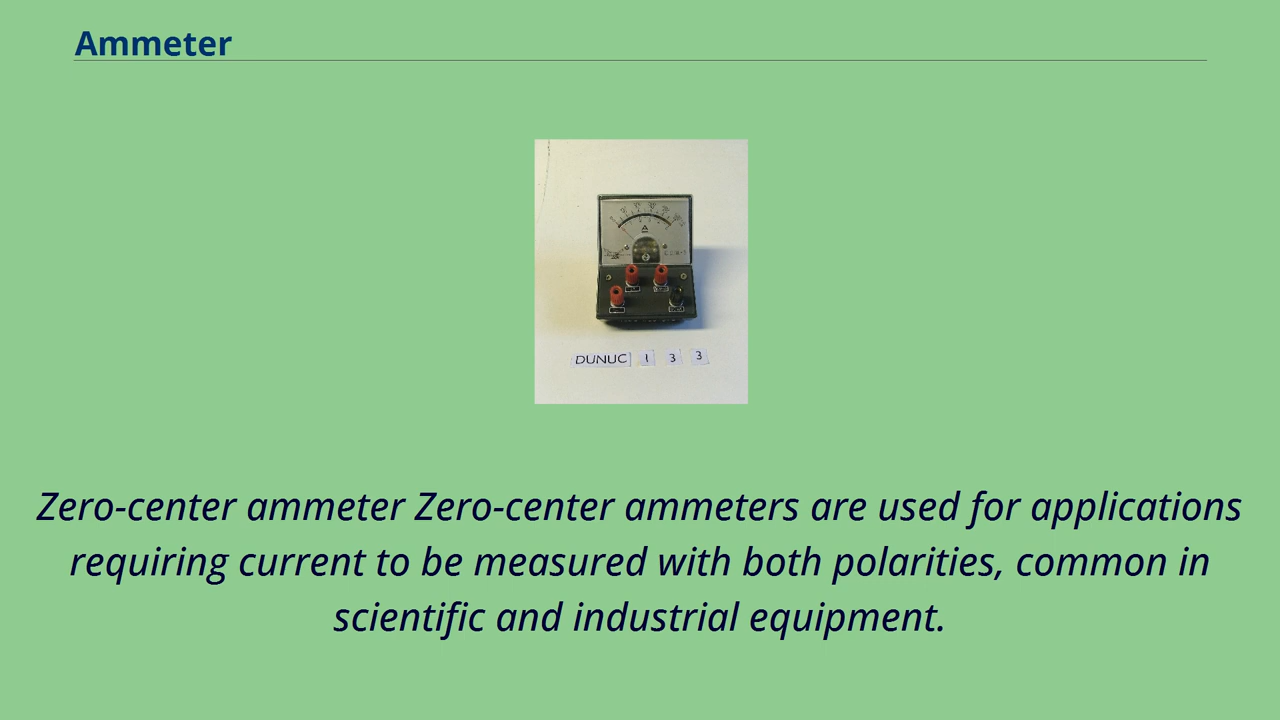 Ammeter
DUNUC 1 3 3
Zero-center ammeter Zero-center ammeters are used for applications
requiring current to be measured with both polarities, common in
scientific and industrial equipment.